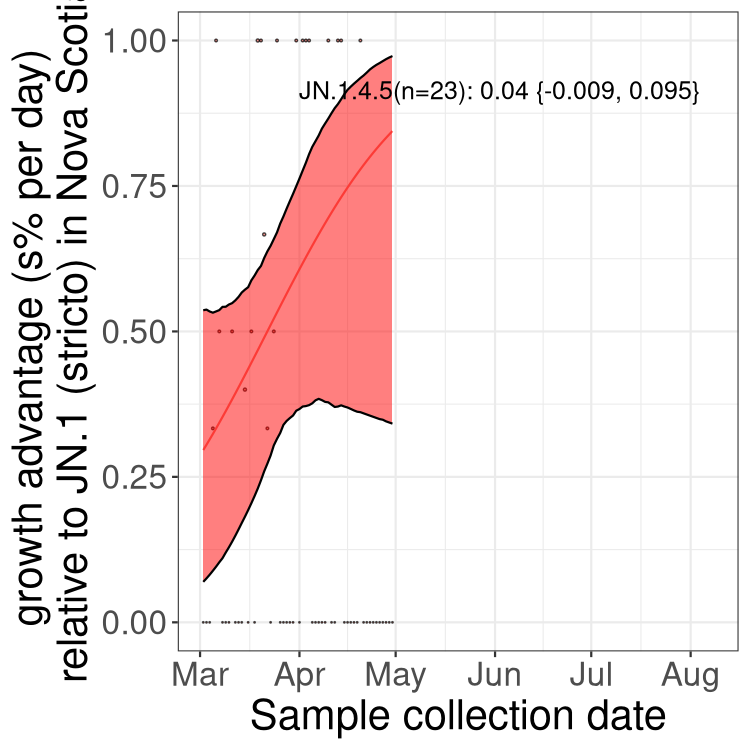 growth advantage (s% per day)
relative to JN.1 (stricto) in Nova Scotia
1.00
0.75
0.50
0.25
0.00
JN.1.4.5(n=23): 0.04 {-0.009, 0.095}
Mar Apr May Jun Jul Aug
Sample collection date